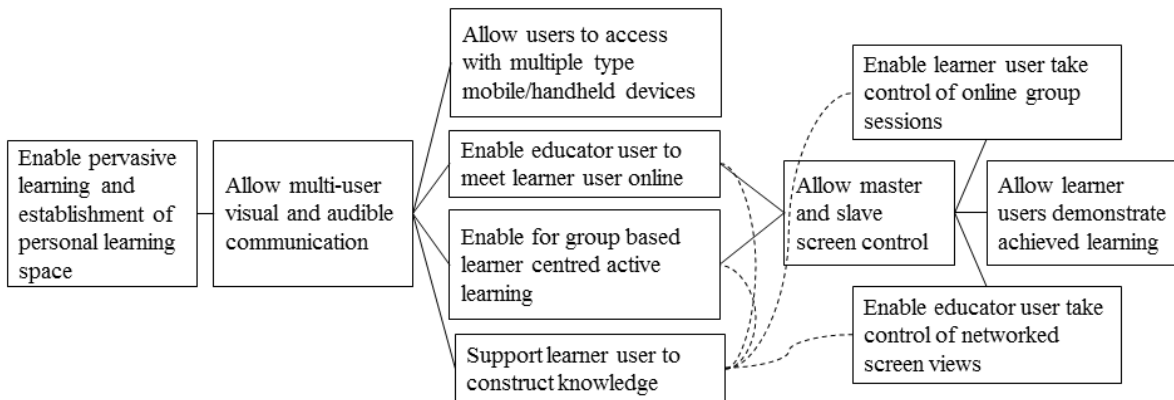 Enable pervasive
learning and
establishment of
personal learning
space
Allow multi-user
visual and audible
communication
Allow users to access
with multiple type
mobile/handheld devices
Enable educator user to
meet learner user online
Enable for group based
learner centred active
learning
Support learner user to
construct knowledge
Allow master
and slave
screen control
Enable learner user take
control of online group
sessions
Allow learner
users demonstrate
achieved learning
Enable educator user take
control of networked
screen views